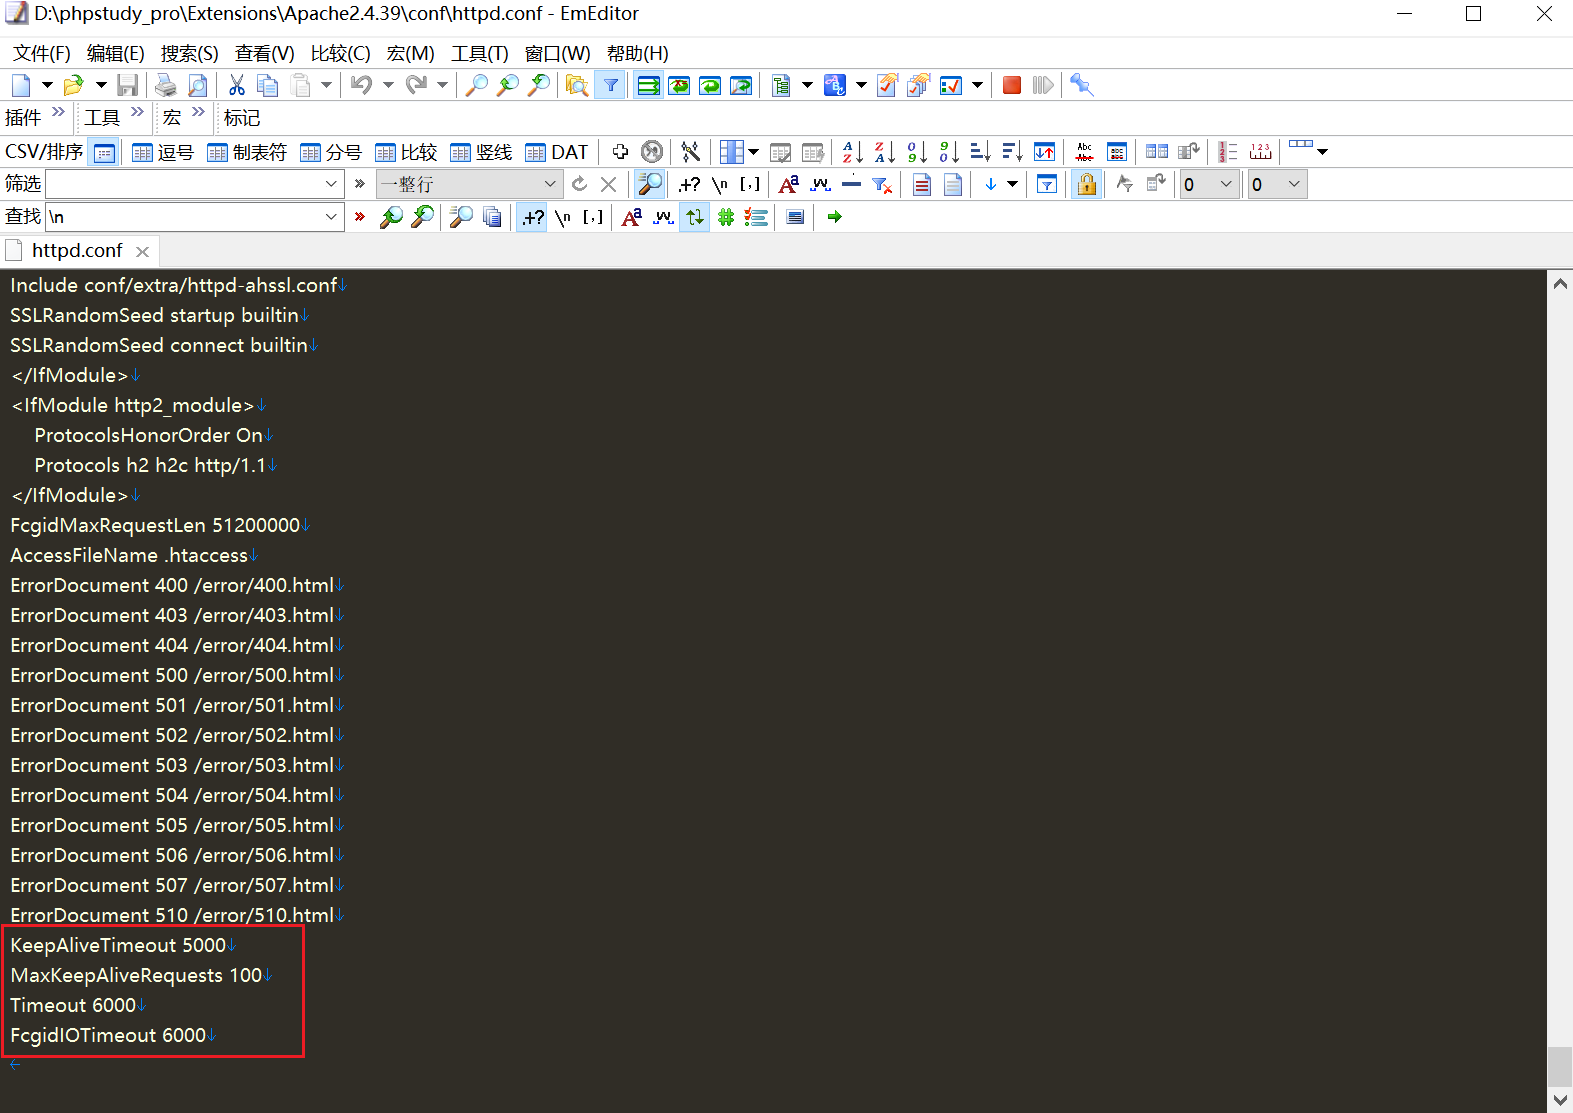 D:\phpstudy_pro\Extensions\Apache2.4.39\conf\httpd.conf - EmEditor
文件(F) 编辑(E) 搜索(S) 查看(V) 比较(C) 宏(M) 工具(T) 窗口(W) 帮助(H)
插件 » 工具 » 宏 » 标记
CSV/排序 逗号 制表符 分号 比较 竖线 DAT
筛选 » 一整行 .+? \n [,] 0 0
查找 \n » .+? \n [,]
httpd.conf
Include conf/extra/httpd-ahssl.conf↓
SSLRandomSeed startup builtin↓
SSLRandomSeed connect builtin↓
</IfModule>↓
<IfModule http2_module>↓
ProtocolsHonorOrder On↓
Protocols h2 h2c http/1.1↓
</IfModule>↓
FcgidMaxRequestLen 51200000↓
AccessFileName .htaccess↓
ErrorDocument 400 /error/400.html↓
ErrorDocument 403 /error/403.html↓
ErrorDocument 404 /error/404.html↓
ErrorDocument 500 /error/500.html↓
ErrorDocument 501 /error/501.html↓
ErrorDocument 502 /error/502.html↓
ErrorDocument 503 /error/503.html↓
ErrorDocument 504 /error/504.html↓
ErrorDocument 505 /error/505.html↓
ErrorDocument 506 /error/506.html↓
ErrorDocument 507 /error/507.html↓
ErrorDocument 510 /error/510.html↓
KeepAliveTimeout 5000↓
MaxKeepAliveRequests 100↓
Timeout 6000↓
FcgidIOTimeout 6000↓
←